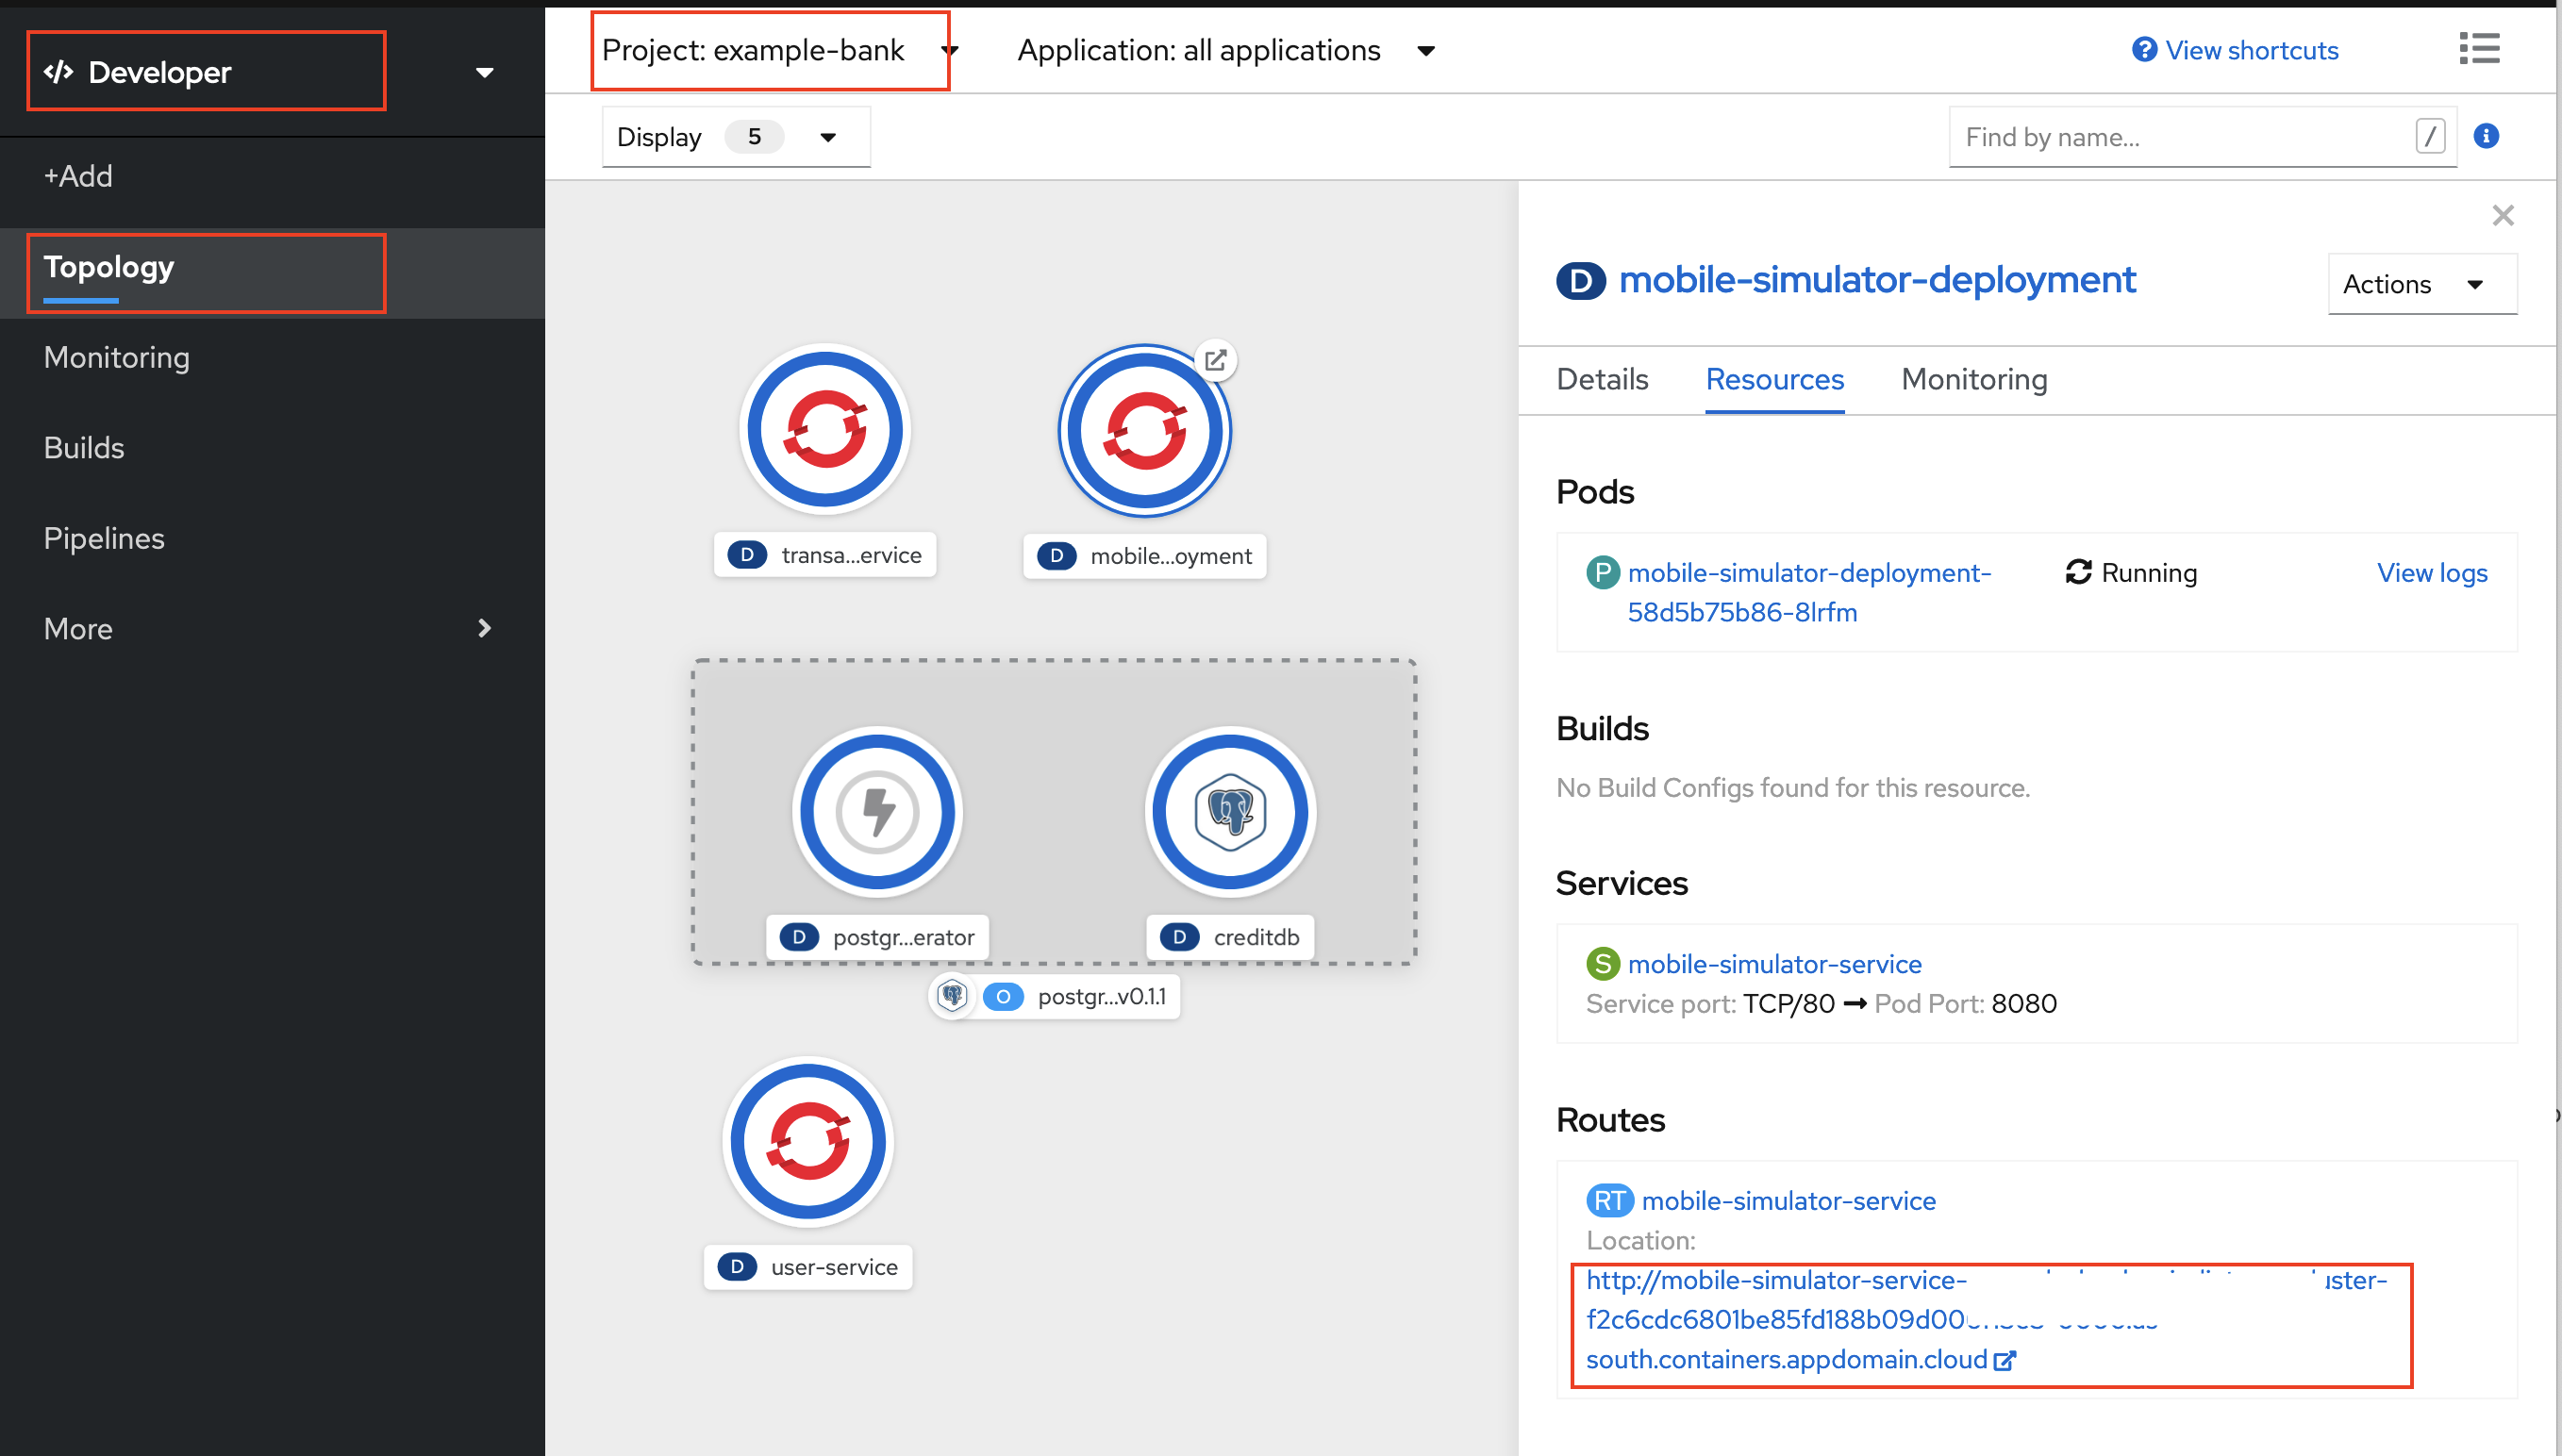 </> Developer
Project: example-bank
Application: all applications
View shortcuts
Display 5
Find by name...
/
+Add
Topology
Monitoring
Builds
Pipelines
More
D transa...ervice
D mobile...oyment
D postgr...erator
D creditdb
O postgr...v0.1.1
D user-service
D mobile-simulator-deployment
Actions
Details Resources Monitoring
Pods
P mobile-simulator-deployment-
58d5b75b86-8lrfm
Running
View logs
Builds
No Build Configs found for this resource.
Services
S mobile-simulator-service
Service port: TCP/80 → Pod Port: 8080
Routes
RT mobile-simulator-service
Location:
http://mobile-simulator-service-
south.containers.appdomain.cloud